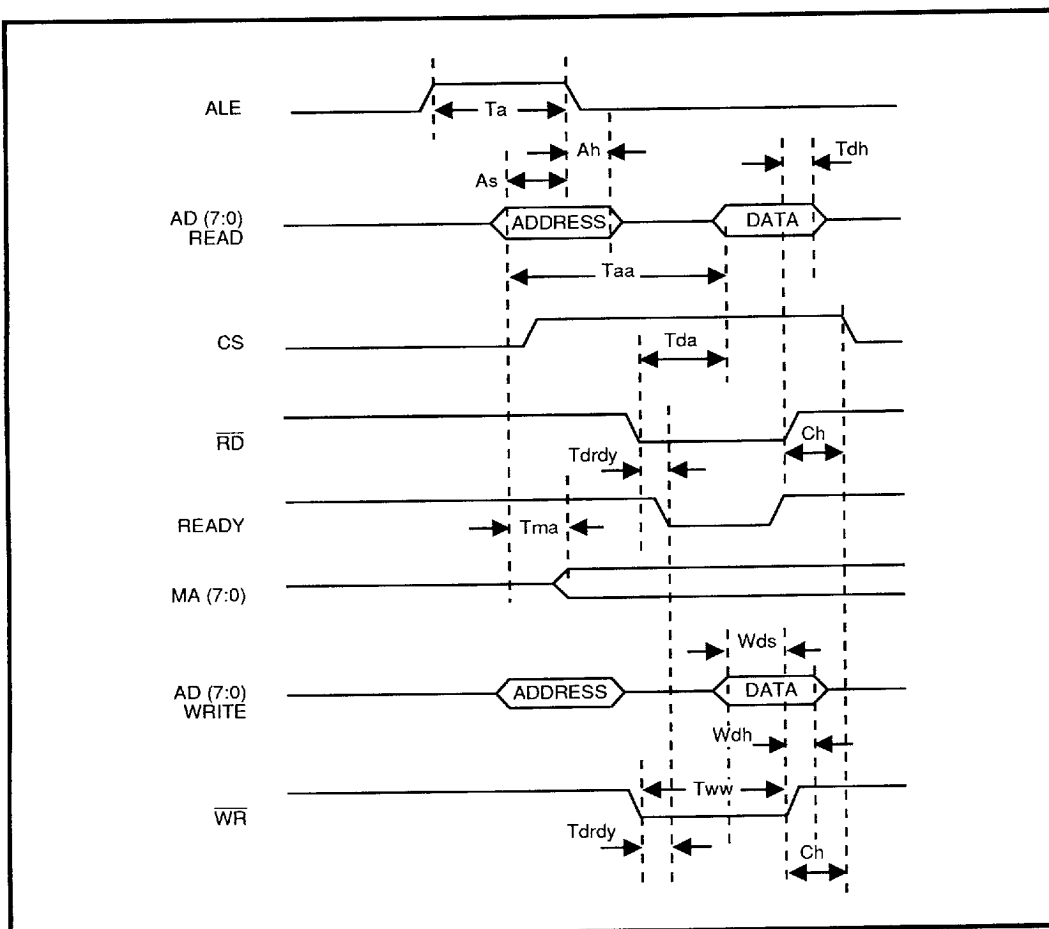 ALE
Ta
Ah
Tdh
As
AD (7:0)
READ
ADDRESS
DATA
Taa
CS
Tda
RD
Ch
Tdrdy
READY
Tma
MA (7:0)
Wds
AD (7:0)
WRITE
ADDRESS
DATA
Wdh
Tww
WR
Tdrdy
Ch